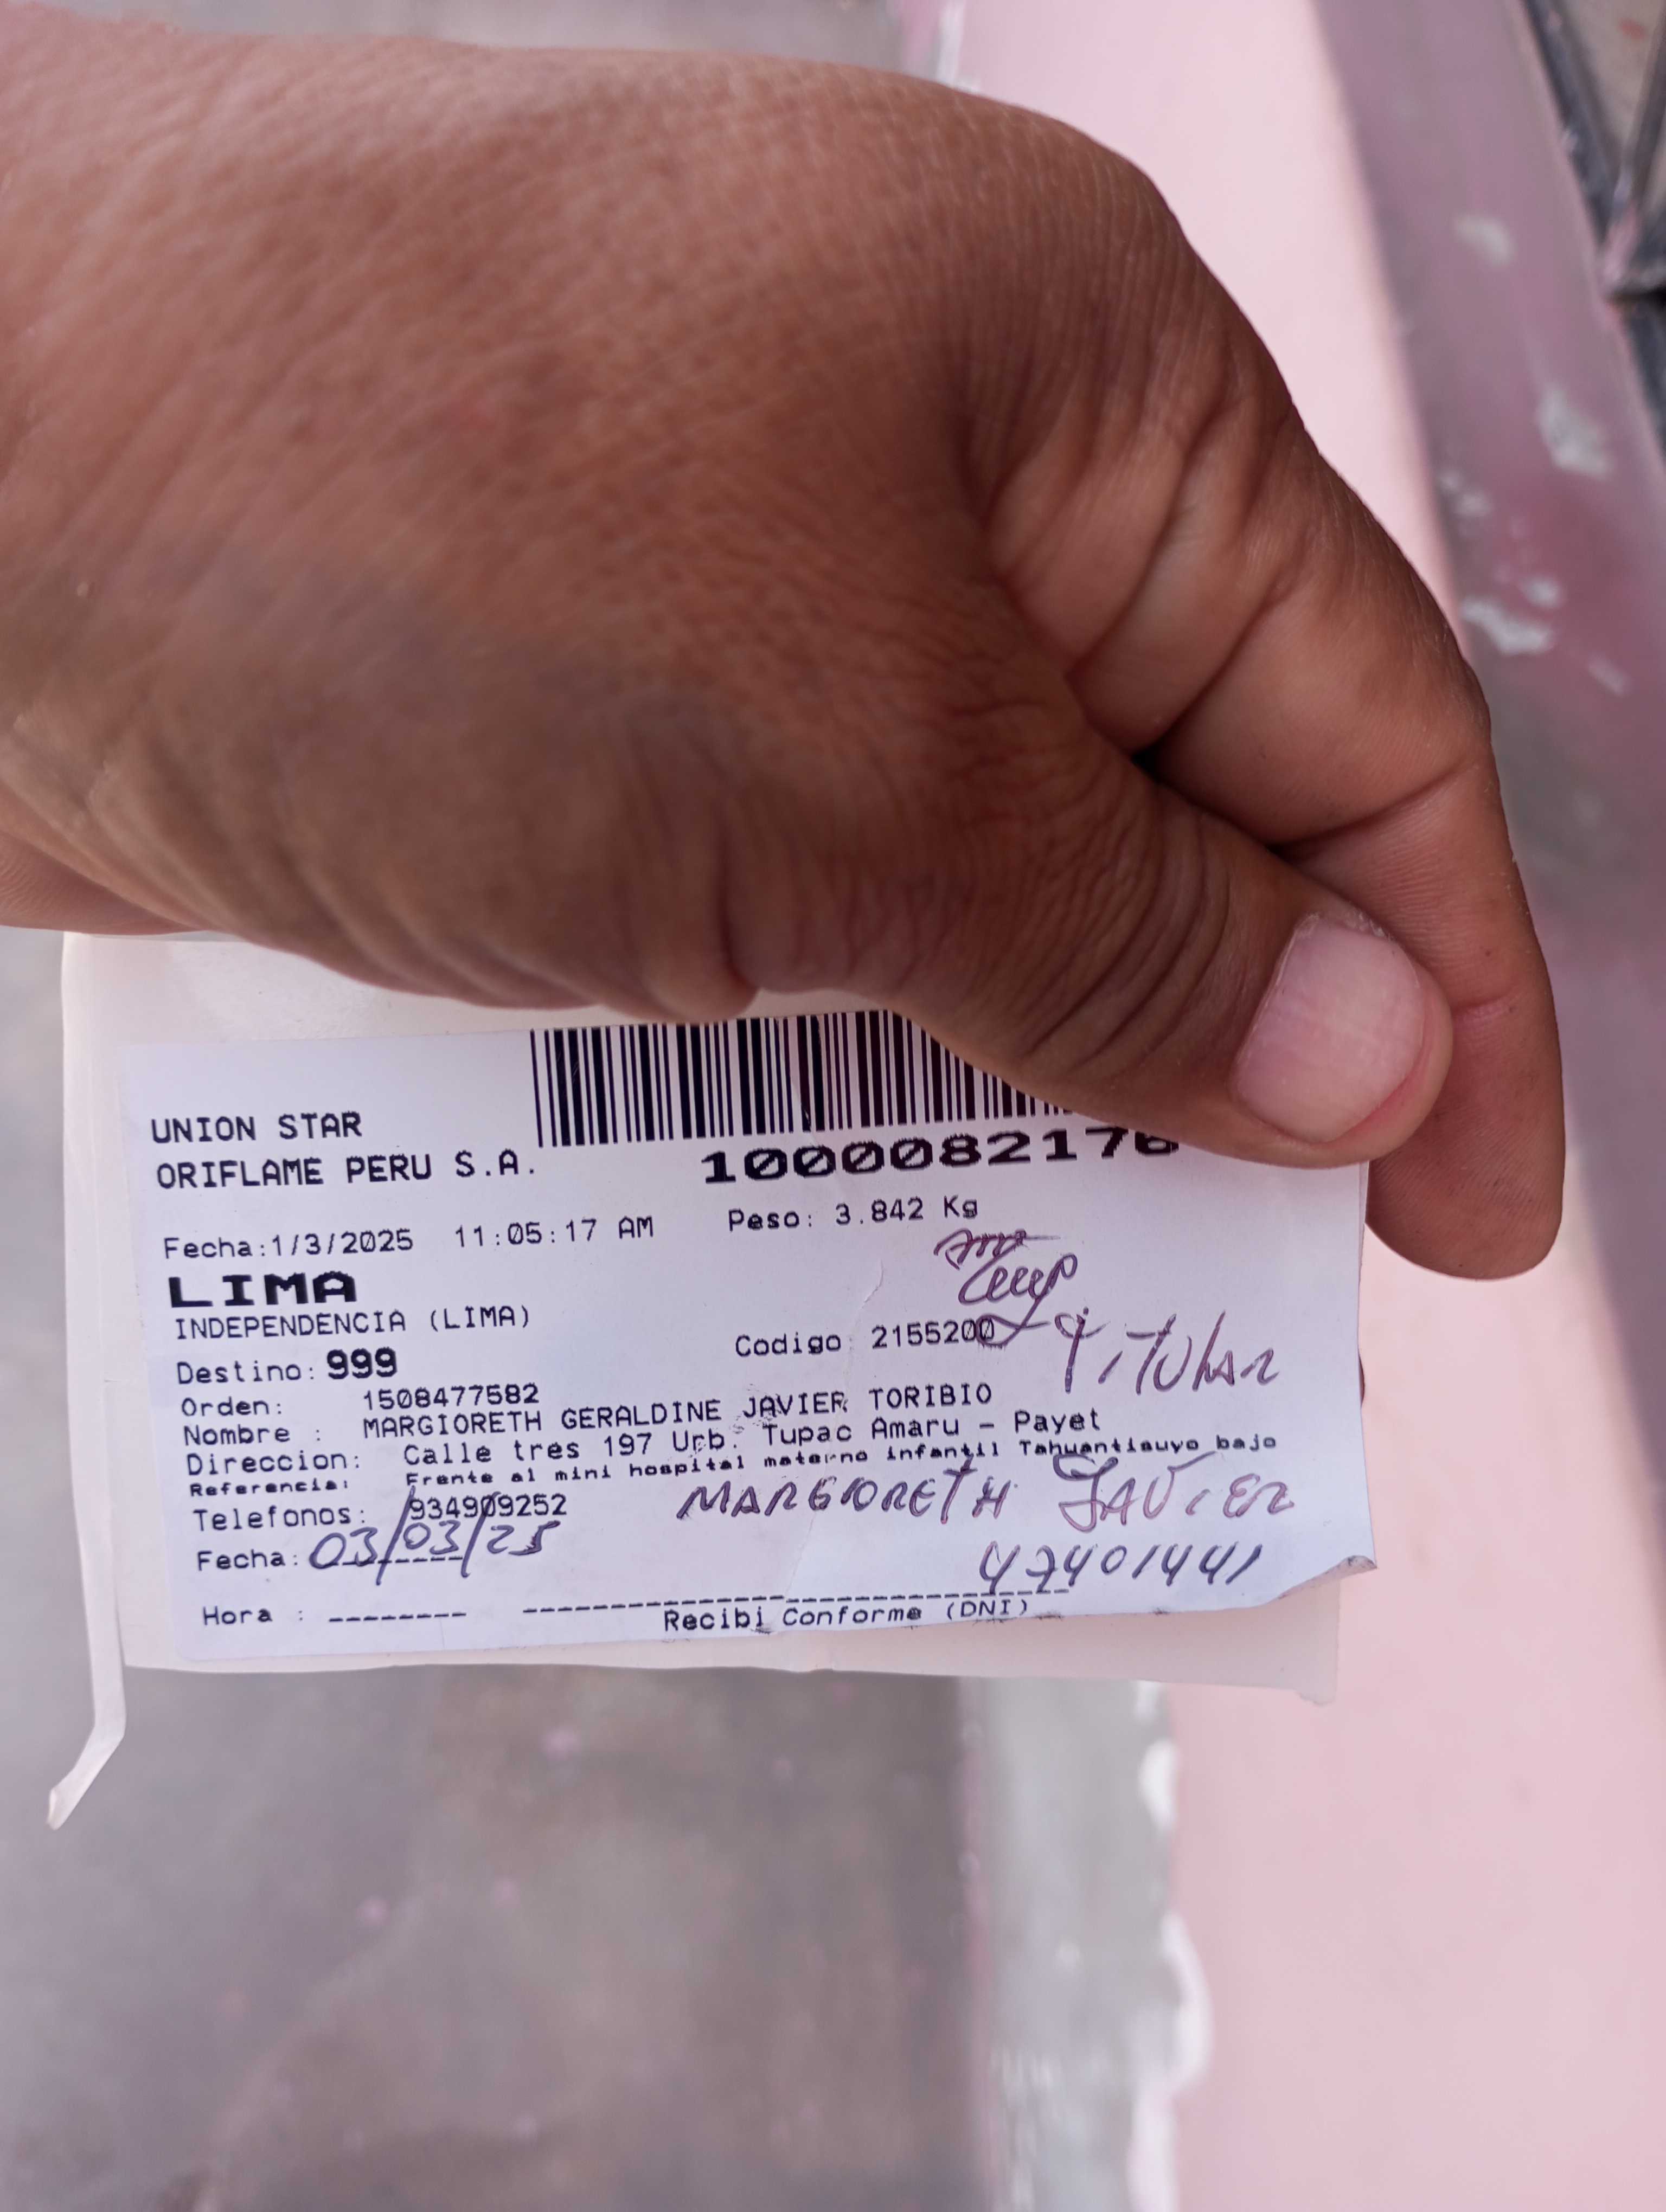 UNION STAR
ORIFLAME PERU S.A.
100008217
Fecha:1/3/2025 11:05:17 AM Peso: 3.842 Kg
LIMA
INDEPENDENCIA (LIMA)
Codigo 2155200
Titular
Destino: 999
Orden: 1508477582
Nombre : MARGIORETH GERALDINE JAVIER TORIBIO
Direccion: Calle tres 197 Urb. Tupac Amaru - Payet
Referencia: Frente al mini hospital materno infantil Tahuantisuyo bajo
Telefonos: 934909252
MARGIORETH JAVIER
Fecha: 03/03/25
47401441
Hora : --------
Recibi Conforme (DNI)